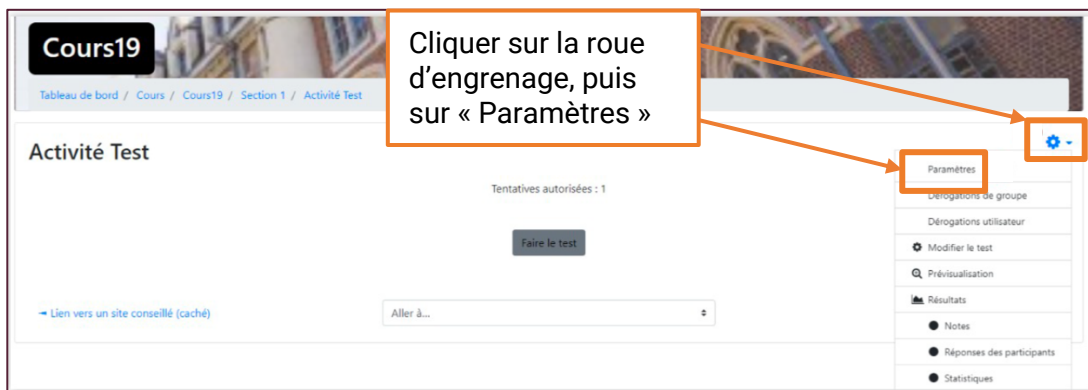 Cours19
Cliquer sur la roue
d'engrenage, puis
sur « Paramètres »
Tableau de bord / Cours / Cours19 / Section 1 / Activité Test
Activité Test
Tentatives autorisées : 1
Faire le test
◄ Lien vers un site conseillé (caché)
Aller à...
Paramètres
Dérogations de groupe
Dérogations utilisateur
Modifier le test
Prévisualisation
Résultats
Notes
Réponses des participants
Statistiques